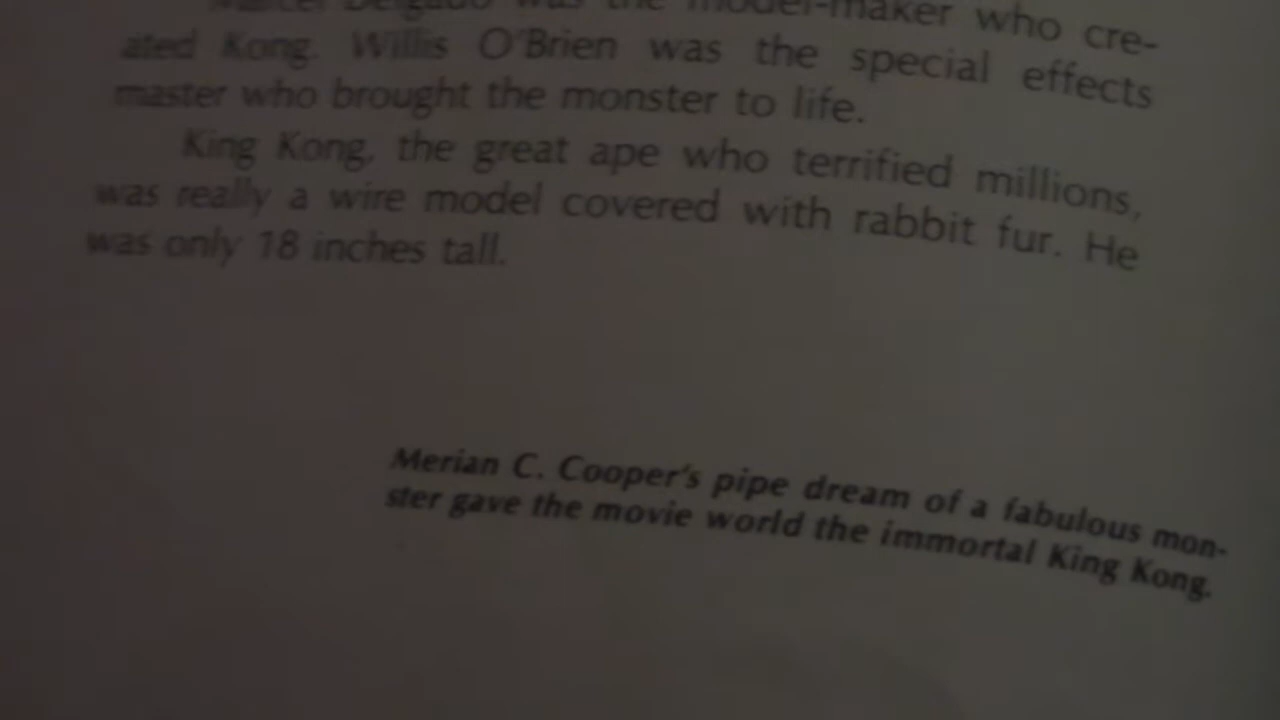 Marcel Delgado was the model-maker who cre-
ated Kong. Willis O'Brien was the special effects
master who brought the monster to life.
King Kong, the great ape who terrified millions,
was really a wire model covered with rabbit fur. He
was only 18 inches tall.
Merian C. Cooper's pipe dream of a fabulous mon-
ster gave the movie world the immortal King Kong.